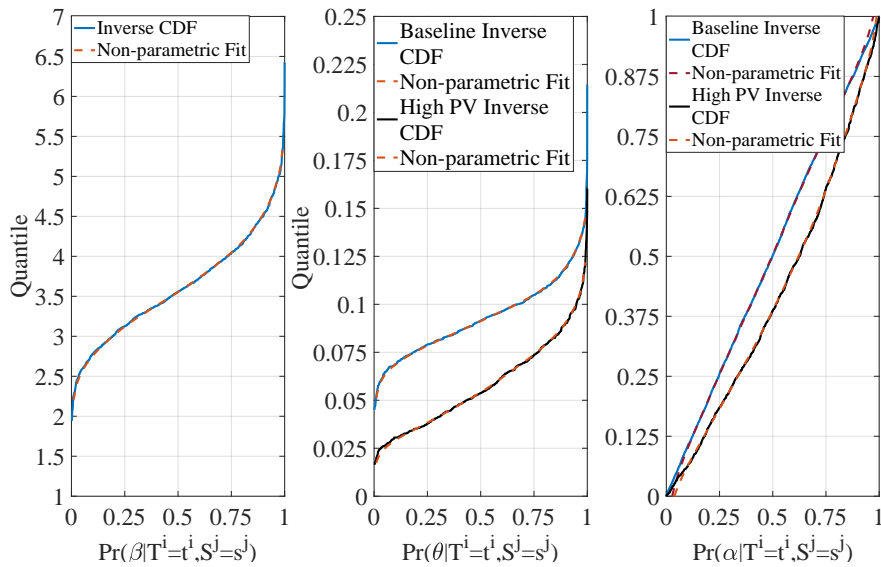 Inverse CDF
Non-parametric Fit
Quantile
7
6.5
6
5.5
5
4.5
4
3.5
3
2.5
2
1.5
1
0
0.25
0.5
0.75
1
Pr(β|T^i=t^i,S^j=s^j)
Baseline Inverse
CDF
Non-parametric Fit
High PV Inverse
CDF
Non-parametric Fit
Quantile
0.25
0.225
0.2
0.175
0.15
0.125
0.1
0.075
0.05
0.025
0
0
0.25
0.5
0.75
1
Pr(θ|T^i=t^i,S^j=s^j)
Baseline Inverse
CDF
Non-parametric Fit
High PV Inverse
CDF
Non-parametric Fit
1
0.875
0.75
0.625
0.5
0.375
0.25
0.125
0
0
0.25
0.5
0.75
1
Pr(α|T^i=t^i,S^j=s^j)